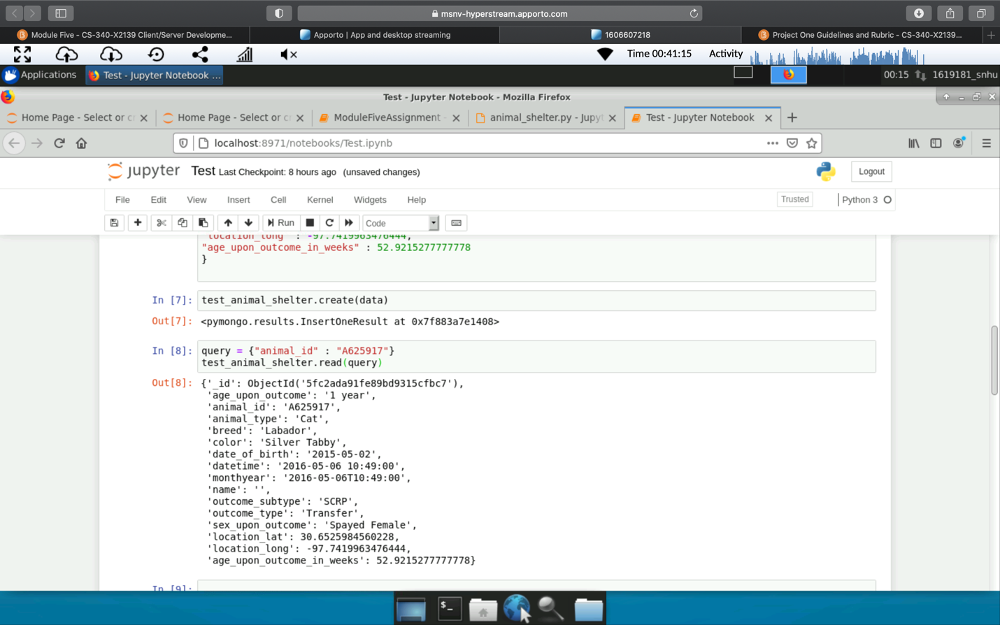 msnv-hyperstream.apporto.com
Module Five - CS-340-X2139 Client/Server Developme...
Apporto | App and desktop streaming
1606607218
Project One Guidelines and Rubric - CS-340-X2139...
Time 00:41:15
Activity
Applications
Test - Jupyter Notebook ...
00:15
1619181_snhu
Test - Jupyter Notebook - Mozilla Firefox
Home Page - Select or cr
Home Page - Select or cr
ModuleFiveAssignment -
animal_shelter.py - Jupyt
Test - Jupyter Notebook
localhost:8971/notebooks/Test.ipynb
jupyter
Test Last Checkpoint: 8 hours ago (unsaved changes)
Logout
File Edit View Insert Cell Kernel Widgets Help
Trusted
Python 3
Run
Code
"location_long" : -97.7419963476444,
"age_upon_outcome_in_weeks" : 52.9215277777778
}
In [7]: test_animal_shelter.create(data)
Out[7]: <pymongo.results.InsertOneResult at 0x7f883a7e1408>
In [8]: query = {"animal_id" : "A625917"}
test_animal_shelter.read(query)
Out[8]: {'_id': ObjectId('5fc2ada91fe89bd9315cfbc7'),
'age_upon_outcome': '1 year',
'animal_id': 'A625917',
'animal_type': 'Cat',
'breed': 'Labador',
'color': 'Silver Tabby',
'date_of_birth': '2015-05-02',
'datetime': '2016-05-06 10:49:00',
'monthyear': '2016-05-06T10:49:00',
'name': '',
'outcome_subtype': 'SCRP',
'outcome_type': 'Transfer',
'sex_upon_outcome': 'Spayed Female',
'location_lat': 30.6525984560228,
'location_long': -97.7419963476444,
'age_upon_outcome_in_weeks': 52.9215277777778}
In [9]:
$_